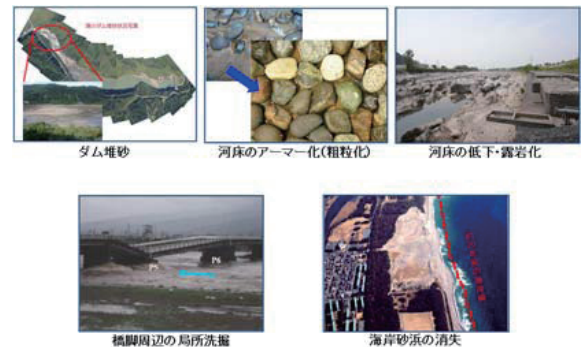 ダム堆砂
河床のアーマー化(粗粒化)
河床の低下・露岩化
P5
P6
橋脚周辺の局所洗掘
海岸砂浜の消失